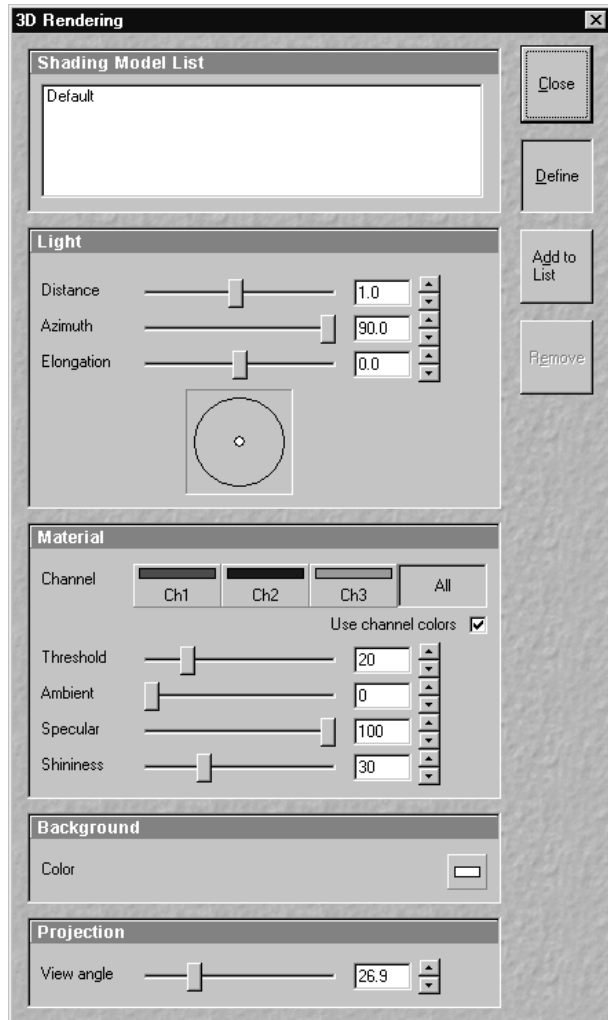 3D Rendering
Shading Model List
Default
Close
Define
Add to
List
Remove
Light
Distance 1.0
Azimuth 90.0
Elongation 0.0
Material
Channel Ch1 Ch2 Ch3 All
Use channel colors
Threshold 20
Ambient 0
Specular 100
Shininess 30
Background
Color
Projection
View angle 26.9